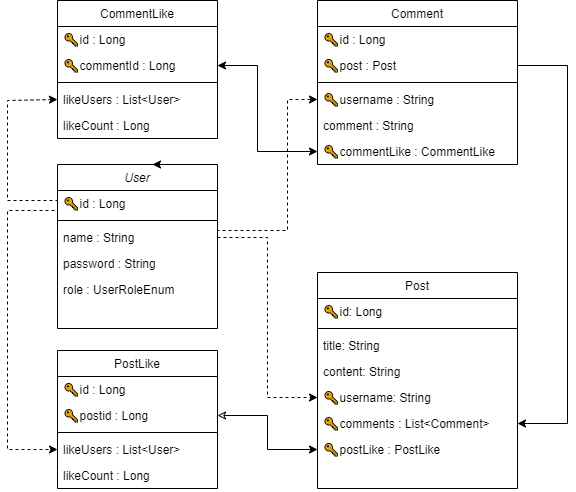 CommentLike
id : Long
commentId : Long
likeUsers : List<User>
likeCount : Long
Comment
id : Long
post : Post
username : String
comment : String
commentLike : CommentLike
User
id : Long
name : String
password : String
role : UserRoleEnum
Post
id: Long
title: String
content: String
username: String
comments : List<Comment>
postLike : PostLike
PostLike
id : Long
postid : Long
likeUsers : List<User>
likeCount : Long